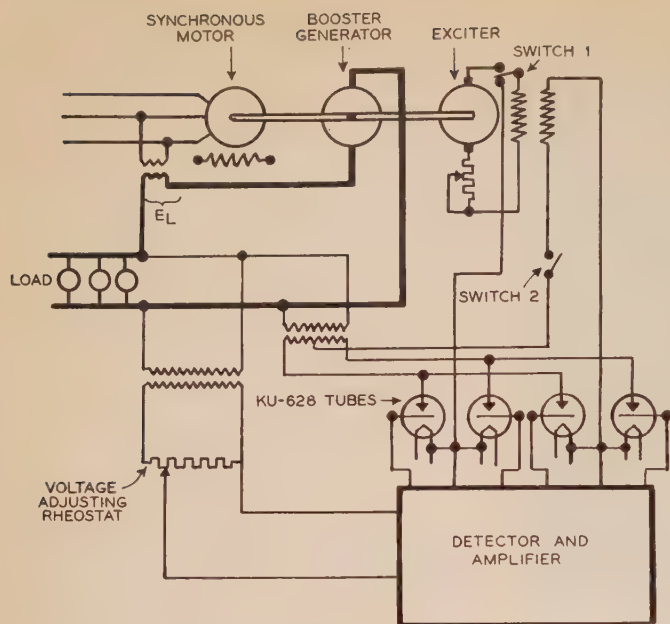 SYNCHRONOUS
MOTOR
BOOSTER
GENERATOR
EXCITER
SWITCH 1
EL
LOAD
SWITCH 2
KU-628 TUBES
VOLTAGE
ADJUSTING
RHEOSTAT
DETECTOR AND
AMPLIFIER